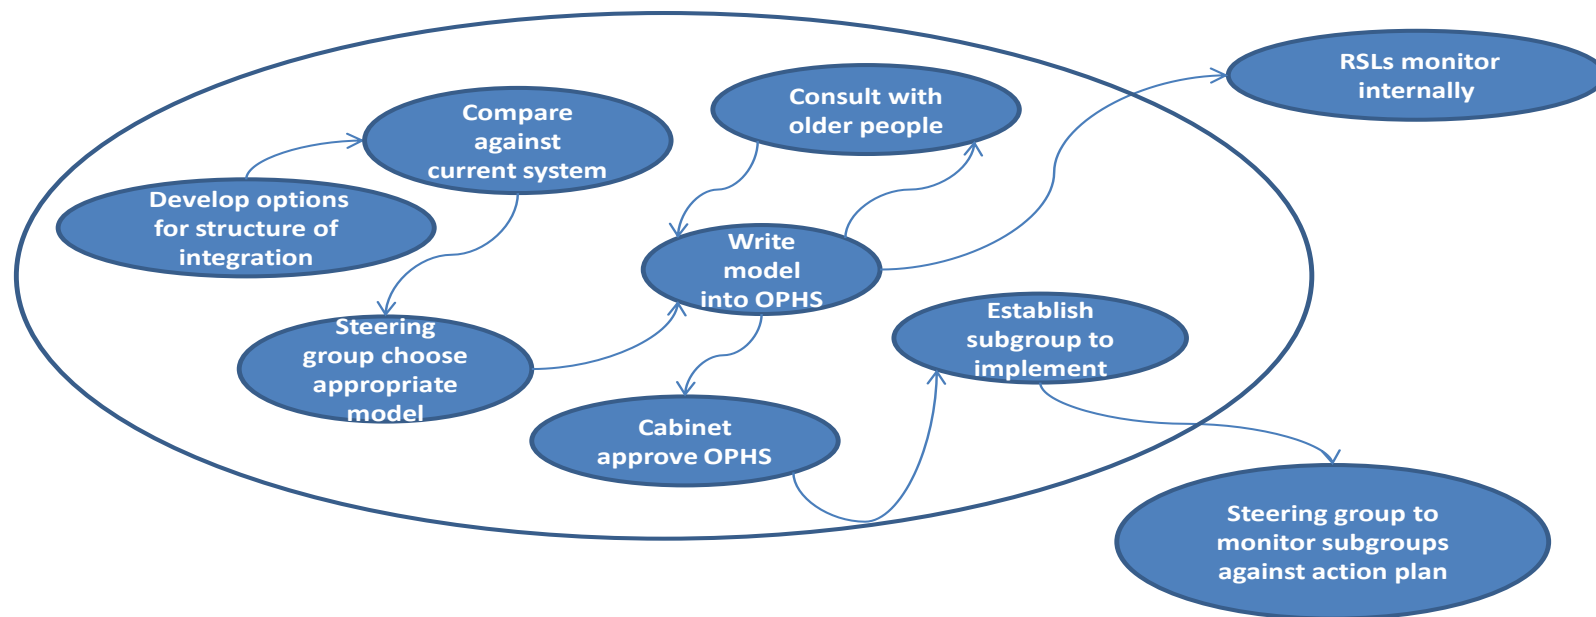 RSLs monitor
internally
Consult with
older people
Compare
against
current system
Develop options
for structure of
integration
Write
model
into OPHS
Establish
subgroup to
implement
Steering
group choose
appropriate
model
Cabinet
approve OPHS
Steering group to
monitor subgroups
against action plan